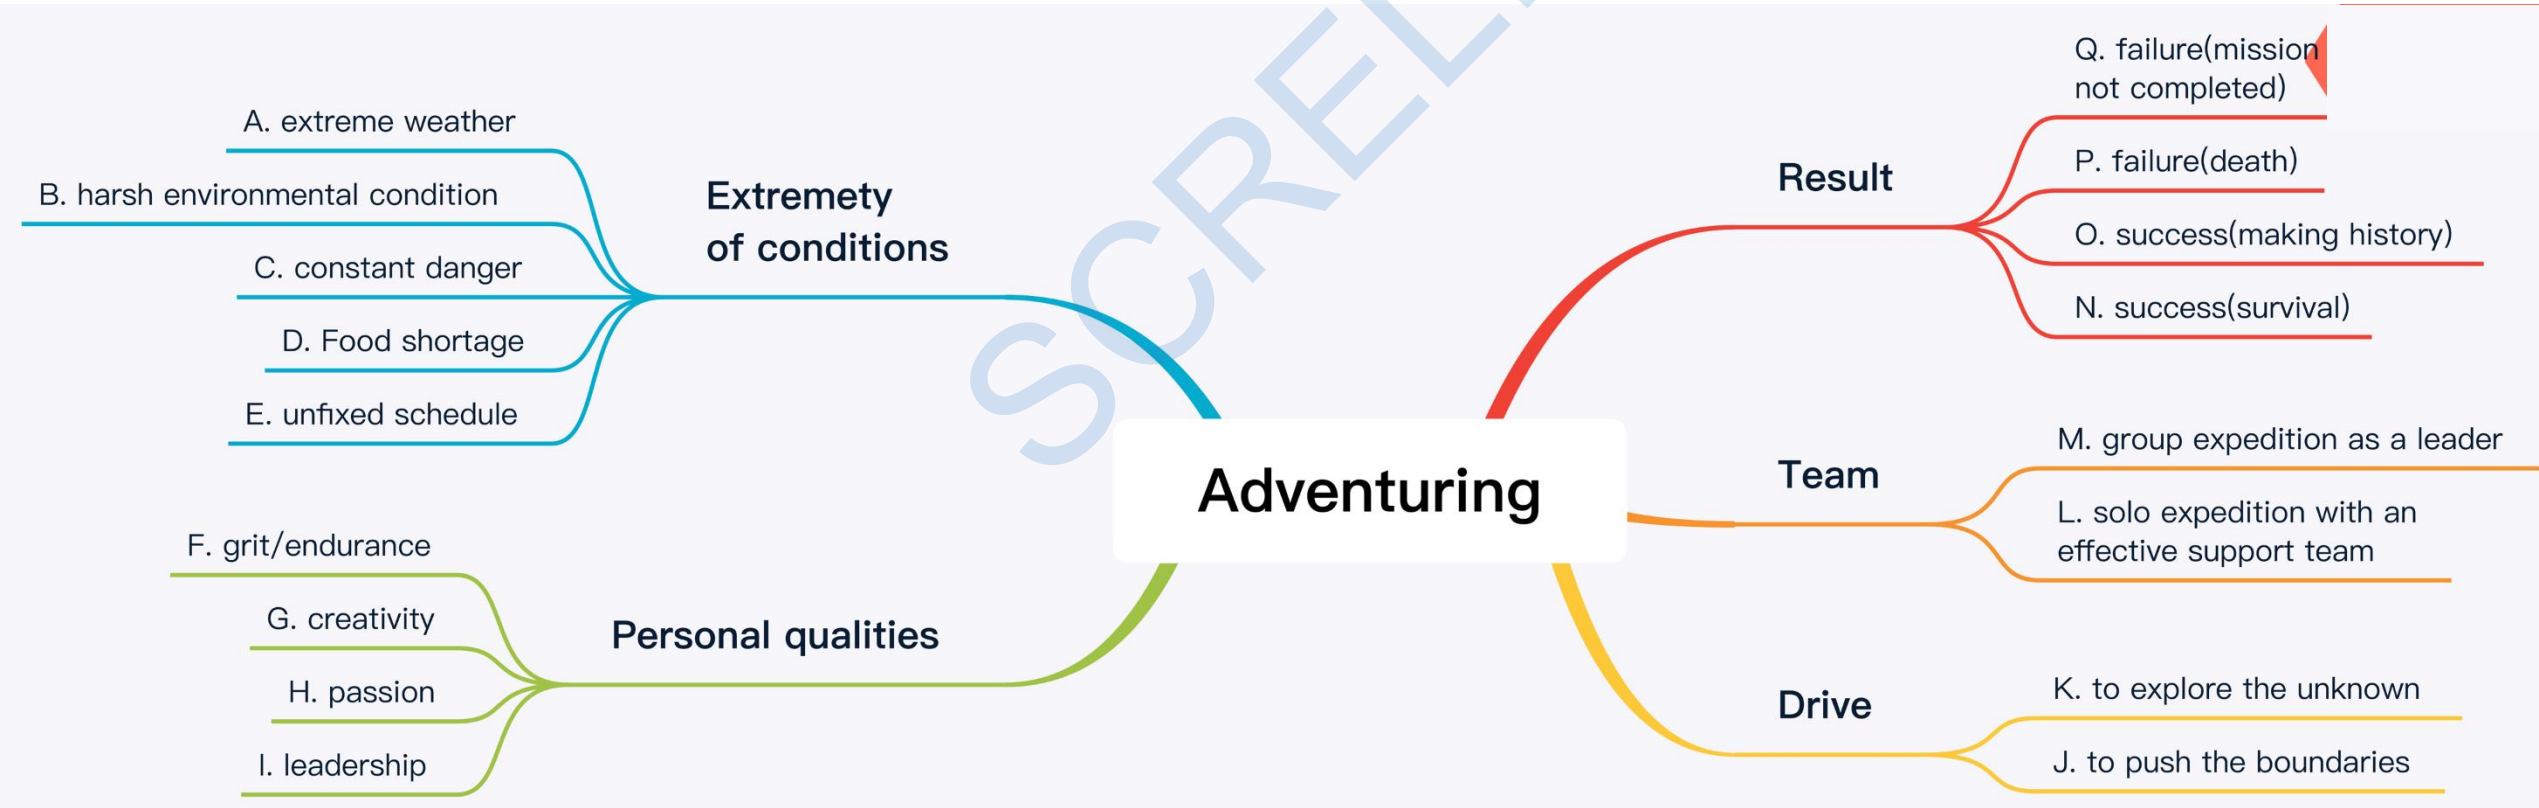 A. extreme weather
B. harsh environmental condition
C. constant danger
D. Food shortage
E. unfixed schedule
Extremety
of conditions
F. grit/endurance
G. creativity
H. passion
I. leadership
Personal qualities
Adventuring
Result
Q. failure(mission
not completed)
P. failure(death)
O. success(making history)
N. success(survival)
Team
M. group expedition as a leader
L. solo expedition with an
effective support team
Drive
K. to explore the unknown
J. to push the boundaries